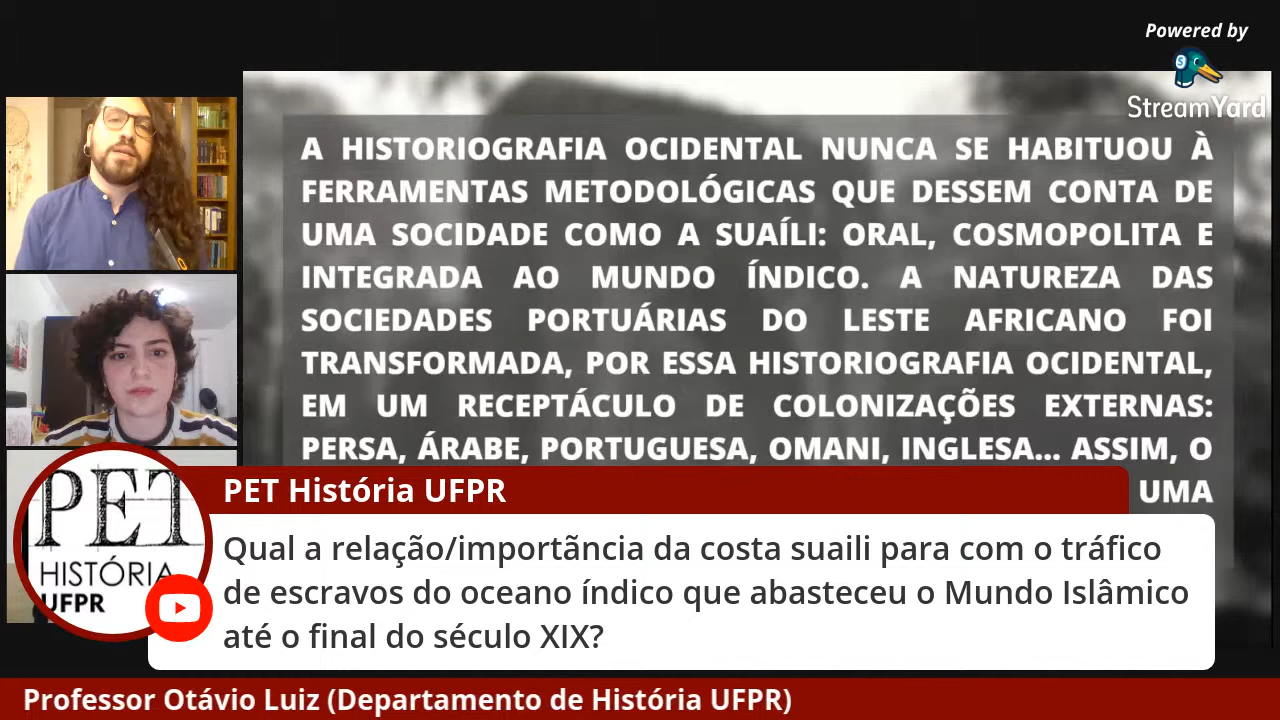 Powered by
StreamYard
A HISTORIOGRAFIA OCIDENTAL NUNCA SE HABITUOU À
FERRAMENTAS METODOLÓGICAS QUE DESSEM CONTA DE
UMA SOCIDADE COMO A SUAÍLI: ORAL, COSMOPOLITA E
INTEGRADA AO MUNDO ÍNDICO. A NATUREZA DAS
SOCIEDADES PORTUÁRIAS DO LESTE AFRICANO FOI
TRANSFORMADA, POR ESSA HISTORIOGRAFIA OCIDENTAL,
EM UM RECEPTÁCULO DE COLONIZAÇÕES EXTERNAS:
PERSA, ÁRABE, PORTUGUESA, OMANI, INGLESA... ASSIM, O
UMA
PET
HISTÓRIA
UFPR
PET História UFPR
Qual a relação/importãncia da costa suaili para com o tráfico
de escravos do oceano índico que abasteceu o Mundo Islâmico
até o final do século XIX?
Professor Otávio Luiz (Departamento de História UFPR)